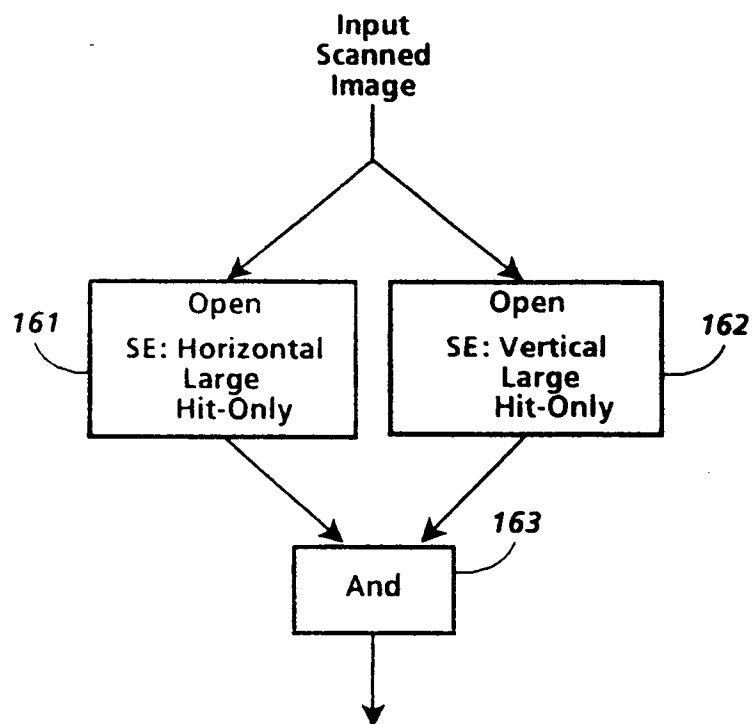 Input
Scanned
Image
161
Open
SE: Horizontal
Large
Hit-Only
Open
SE: Vertical
Large
Hit-Only
162
163
And